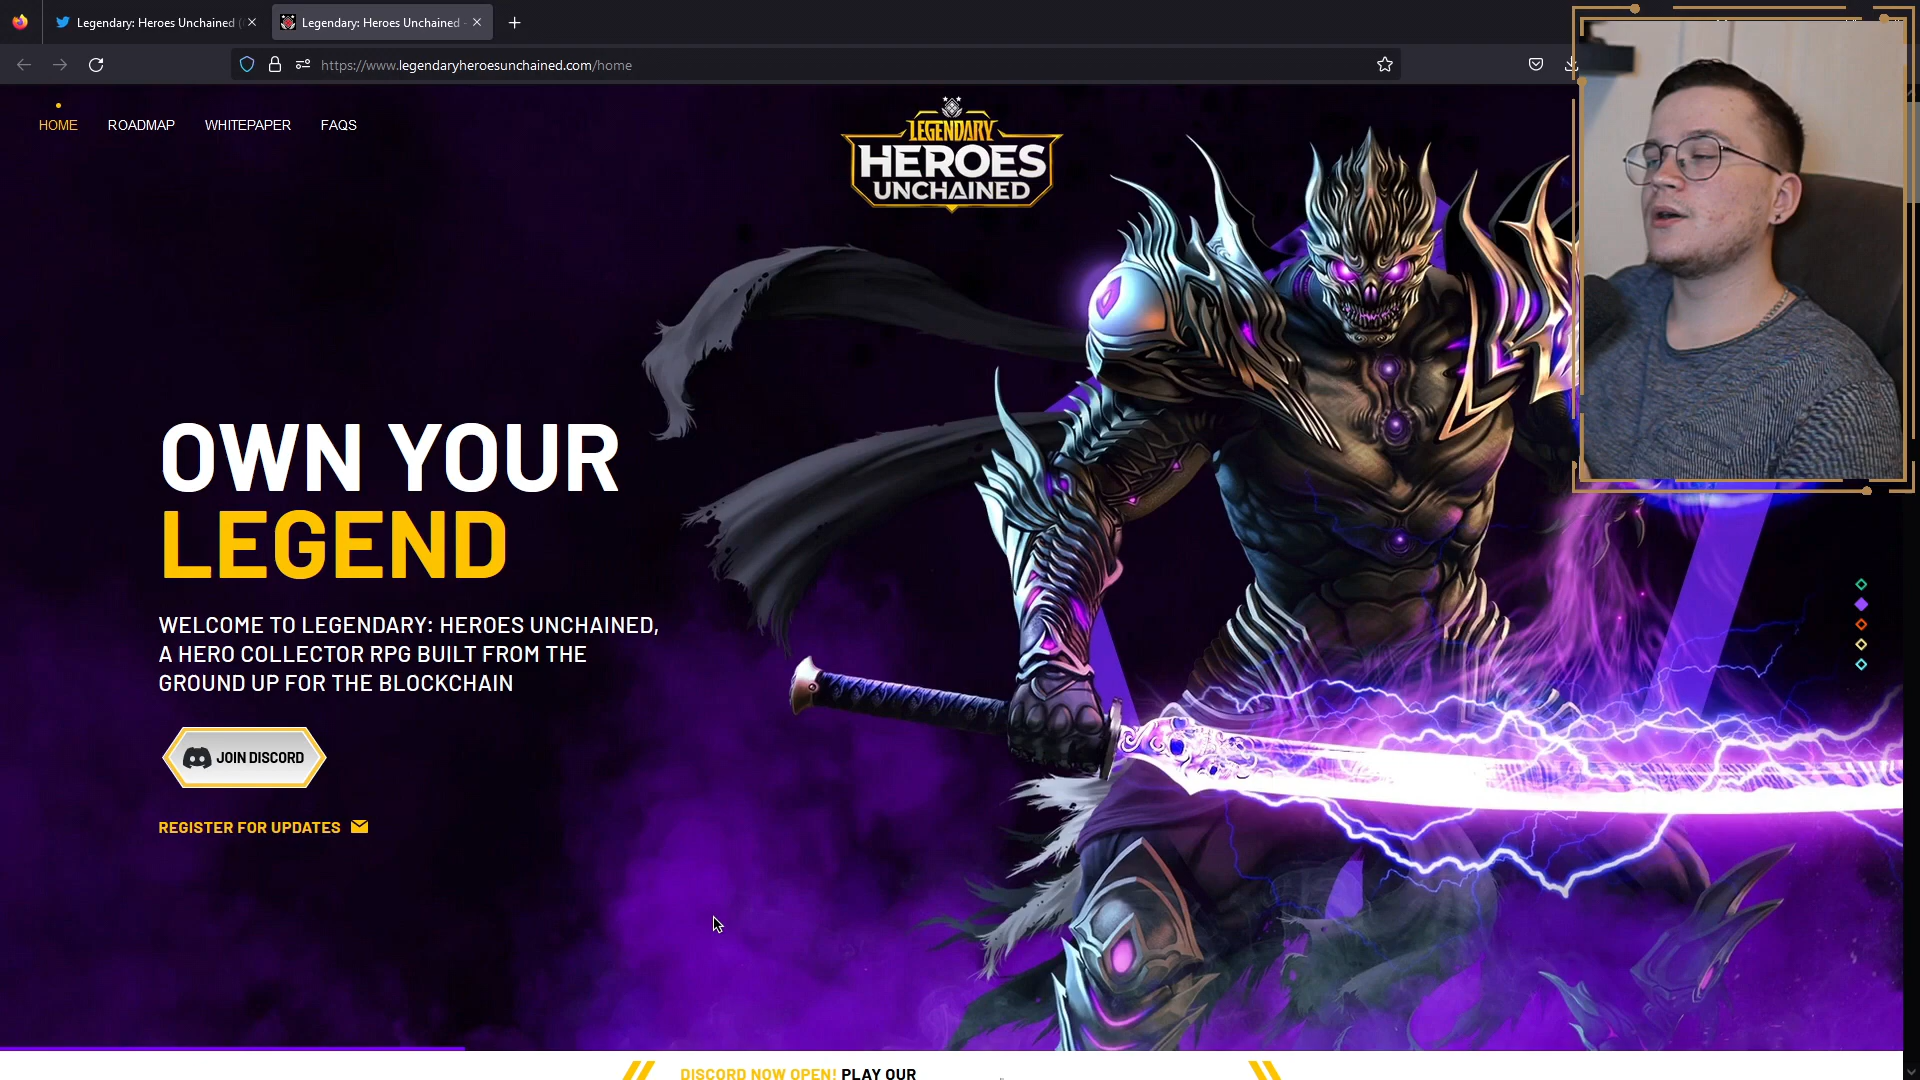 Legendary: Heroes Unchained (
Legendary: Heroes Unchained -
https://www.legendaryheroesunchained.com/home
HOME
ROADMAP
WHITEPAPER
FAQS
LEGENDARY
HEROES
UNCHAINED
OWN YOUR
LEGEND
WELCOME TO LEGENDARY: HEROES UNCHAINED,
A HERO COLLECTOR RPG BUILT FROM THE
GROUND UP FOR THE BLOCKCHAIN
JOIN DISCORD
REGISTER FOR UPDATES
DISCORD NOW OPEN! PLAY OUR